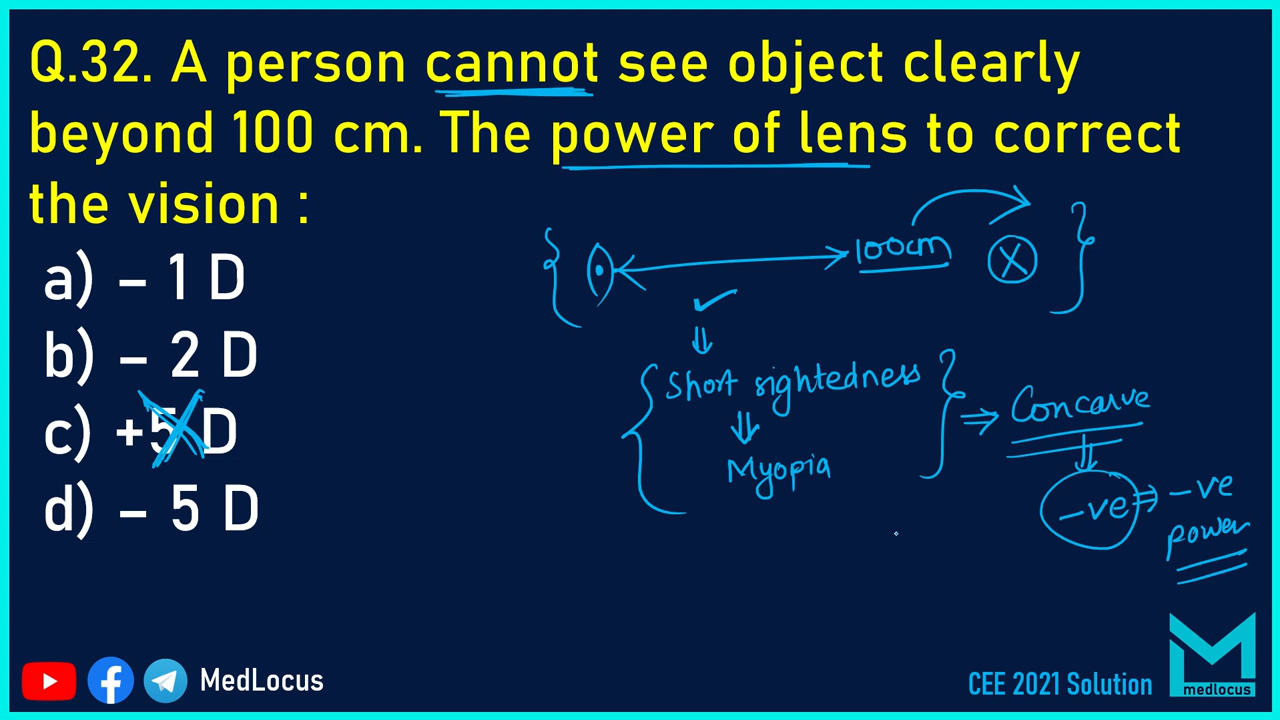 Q.32. A person cannot see object clearly
beyond 100 cm. The power of lens to correct
the vision :
a) – 1 D
b) – 2 D
c) +5 D
d) – 5 D
100cm
Short sightedness
Myopia
Concarve
-ve ⇒ -ve
power
MedLocus
CEE 2021 Solution
medlocus